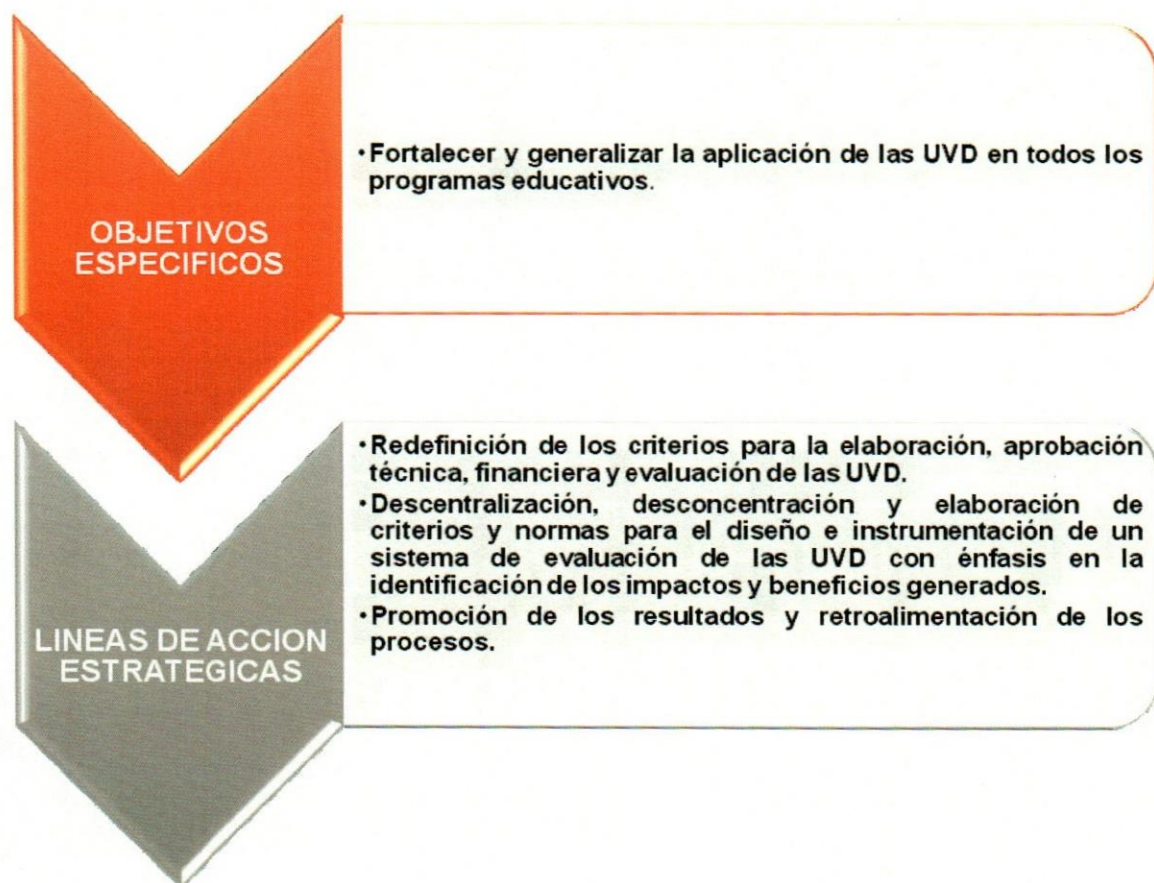 OBJETIVOS
ESPECIFICOS
•Fortalecer y generalizar la aplicación de las UVD en todos los
programas educativos.
LINEAS DE ACCION
ESTRATEGICAS
•Redefinición de los criterios para la elaboración, aprobación
técnica, financiera y evaluación de las UVD.
•Descentralización, desconcentración y elaboración de
criterios y normas para el diseño e instrumentación de un
sistema de evaluación de las UVD con énfasis en la
identificación de los impactos y beneficios generados.
•Promoción de los resultados y retroalimentación de los
procesos.